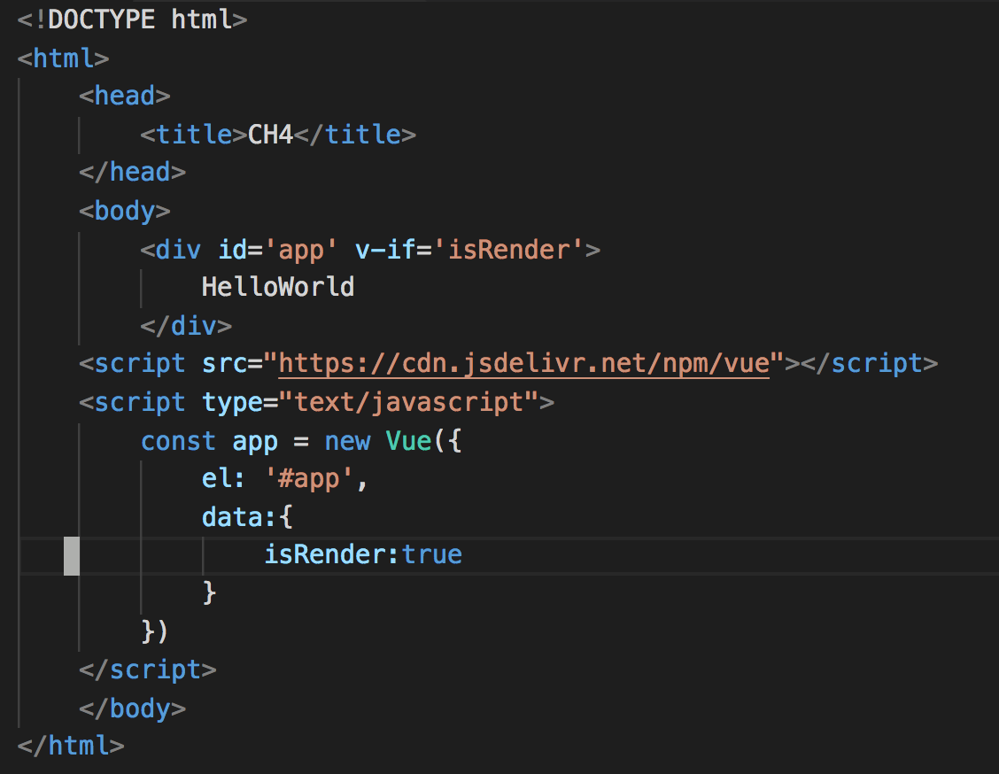 <!DOCTYPE html>
<html>
    <head>
        <title>CH4</title>
    </head>
    <body>
        <div id='app' v-if='isRender'>
            HelloWorld
        </div>
    <script src="https://cdn.jsdelivr.net/npm/vue"></script>
    <script type="text/javascript">
        const app = new Vue({
            el: '#app',
            data:{
                isRender:true
            }
        })
    </script>
    </body>
</html>